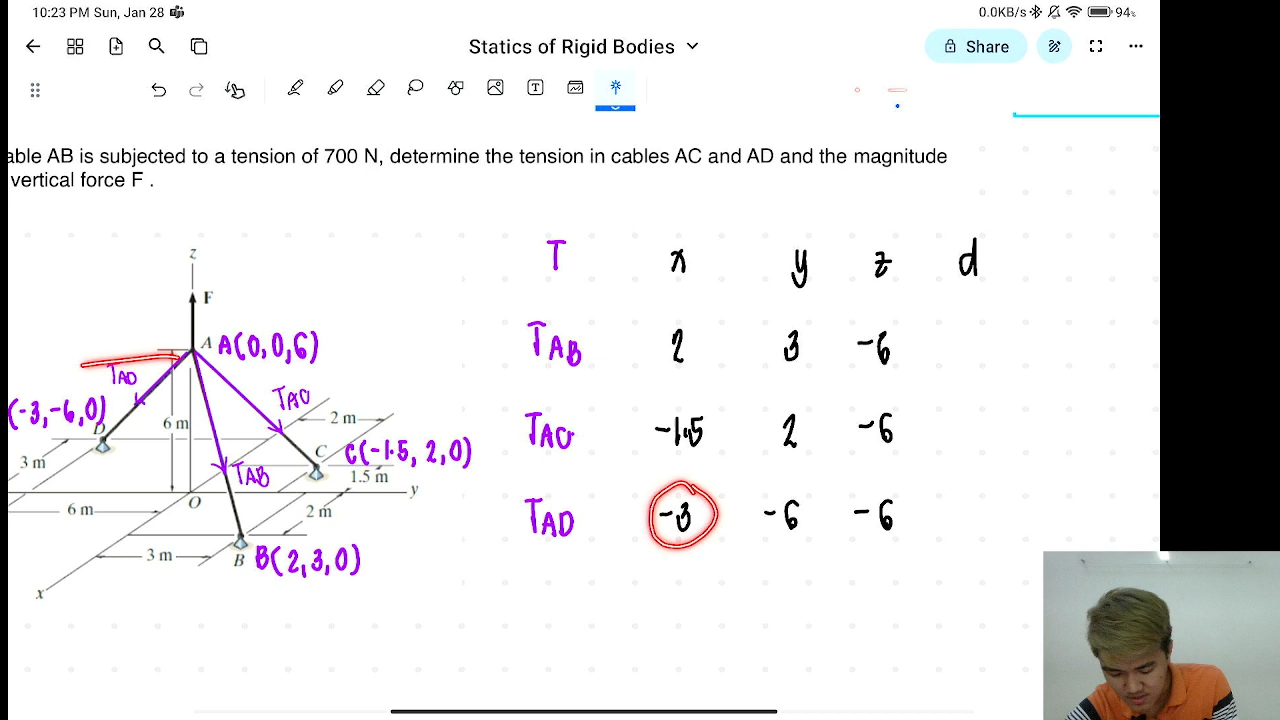 10:23 PM Sun, Jan 28
0.0KB/s 94%
Statics of Rigid Bodies
Share
able AB is subjected to a tension of 700 N, determine the tension in cables AC and AD and the magnitude
vertical force F .
z
F
A A(0,0,6)
TAD
TAC
(-3,-6,0)
D
6 m
2 m
C C(-1.5, 2,0)
3 m
TAB
1.5 m
y
O
6 m
2 m
3 m
B B(2,3,0)
x
T x y z d
TAB 2 3 -6
TAC -1.5 2 -6
TAD -3 -6 -6